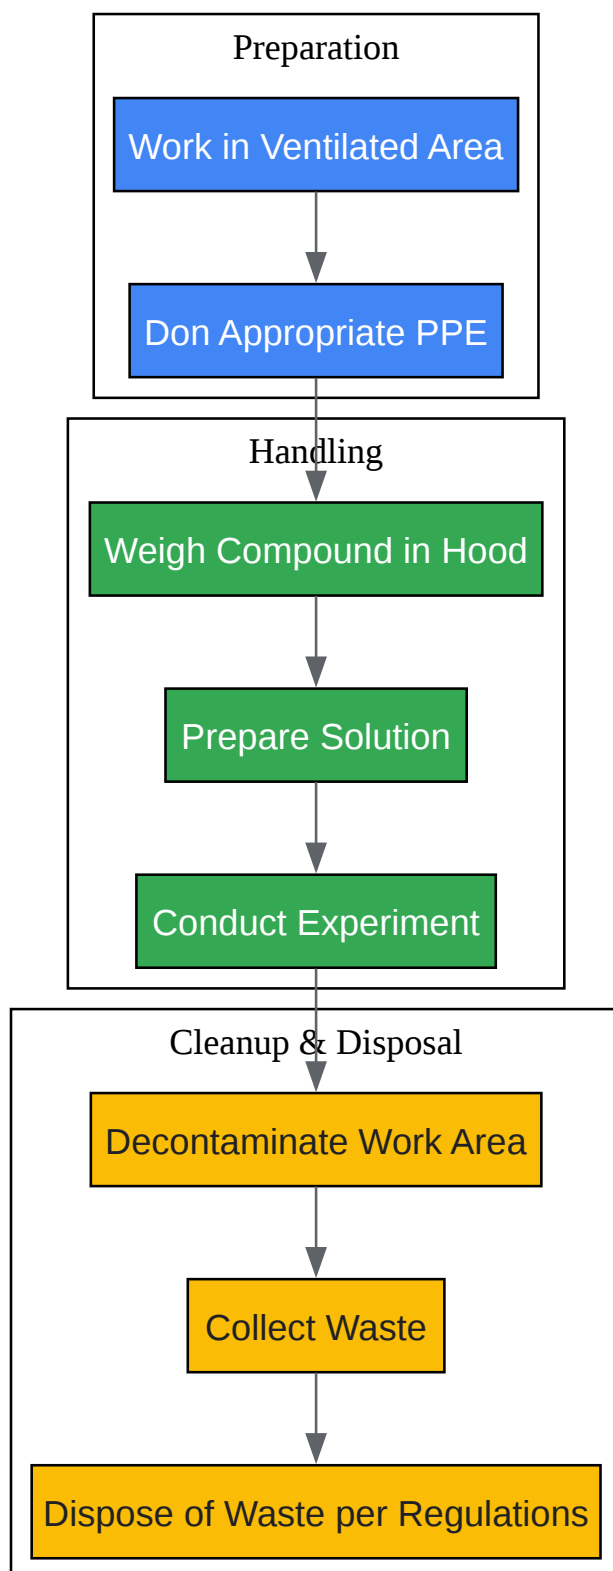 Preparation
Work in Ventilated Area
Don Appropriate PPE
Handling
Weigh Compound in Hood
Prepare Solution
Conduct Experiment
Cleanup & Disposal
Decontaminate Work Area
Collect Waste
Dispose of Waste per Regulations